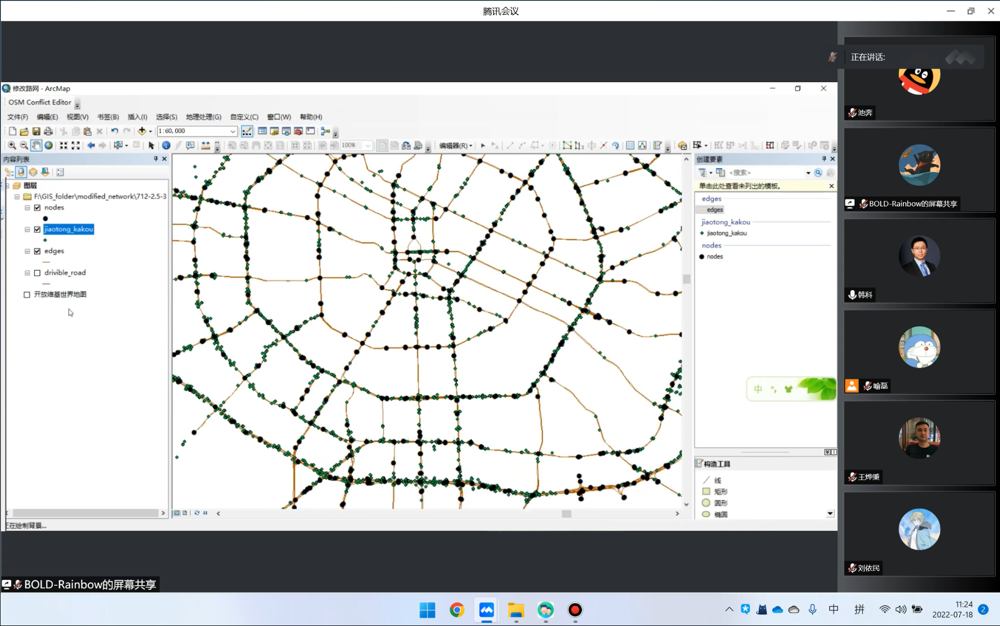 腾讯会议
正在讲话:
池奔
BOLD-Rainbow的屏幕共享
韩科
喻磊
王烨秉
刘依民
修改路网 - ArcMap
OSM Conflict Editor
文件(F) 编辑(E) 视图(V) 书签(B) 插入(I) 选择(S) 地理处理(G) 自定义(C) 窗口(W) 帮助(H)
1:60,000
100% 编辑器(R)
内容列表
图层
F:\GIS_folder\modified_network\712-2.5-3
nodes
jiaotong_kakou
edges
drivible_road
开放维基世界地图
创建要素
<搜索>
单击此处查看未列出的模板。
edges
edges
jiaotong_kakou
jiaotong_kakou
nodes
nodes
中
构造工具
线
矩形
圆形
椭圆
正在绘制背景...
BOLD-Rainbow的屏幕共享
中 拼 11:24
2022-07-18 2